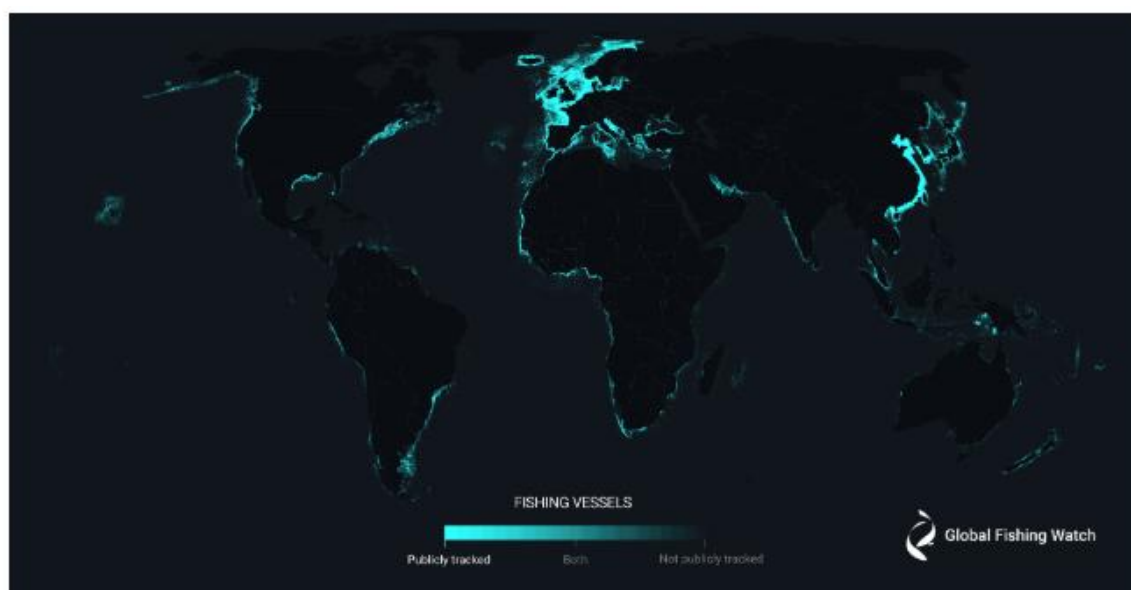 FISHING VESSELS
Publicly tracked Both Not publicly tracked
Global Fishing Watch